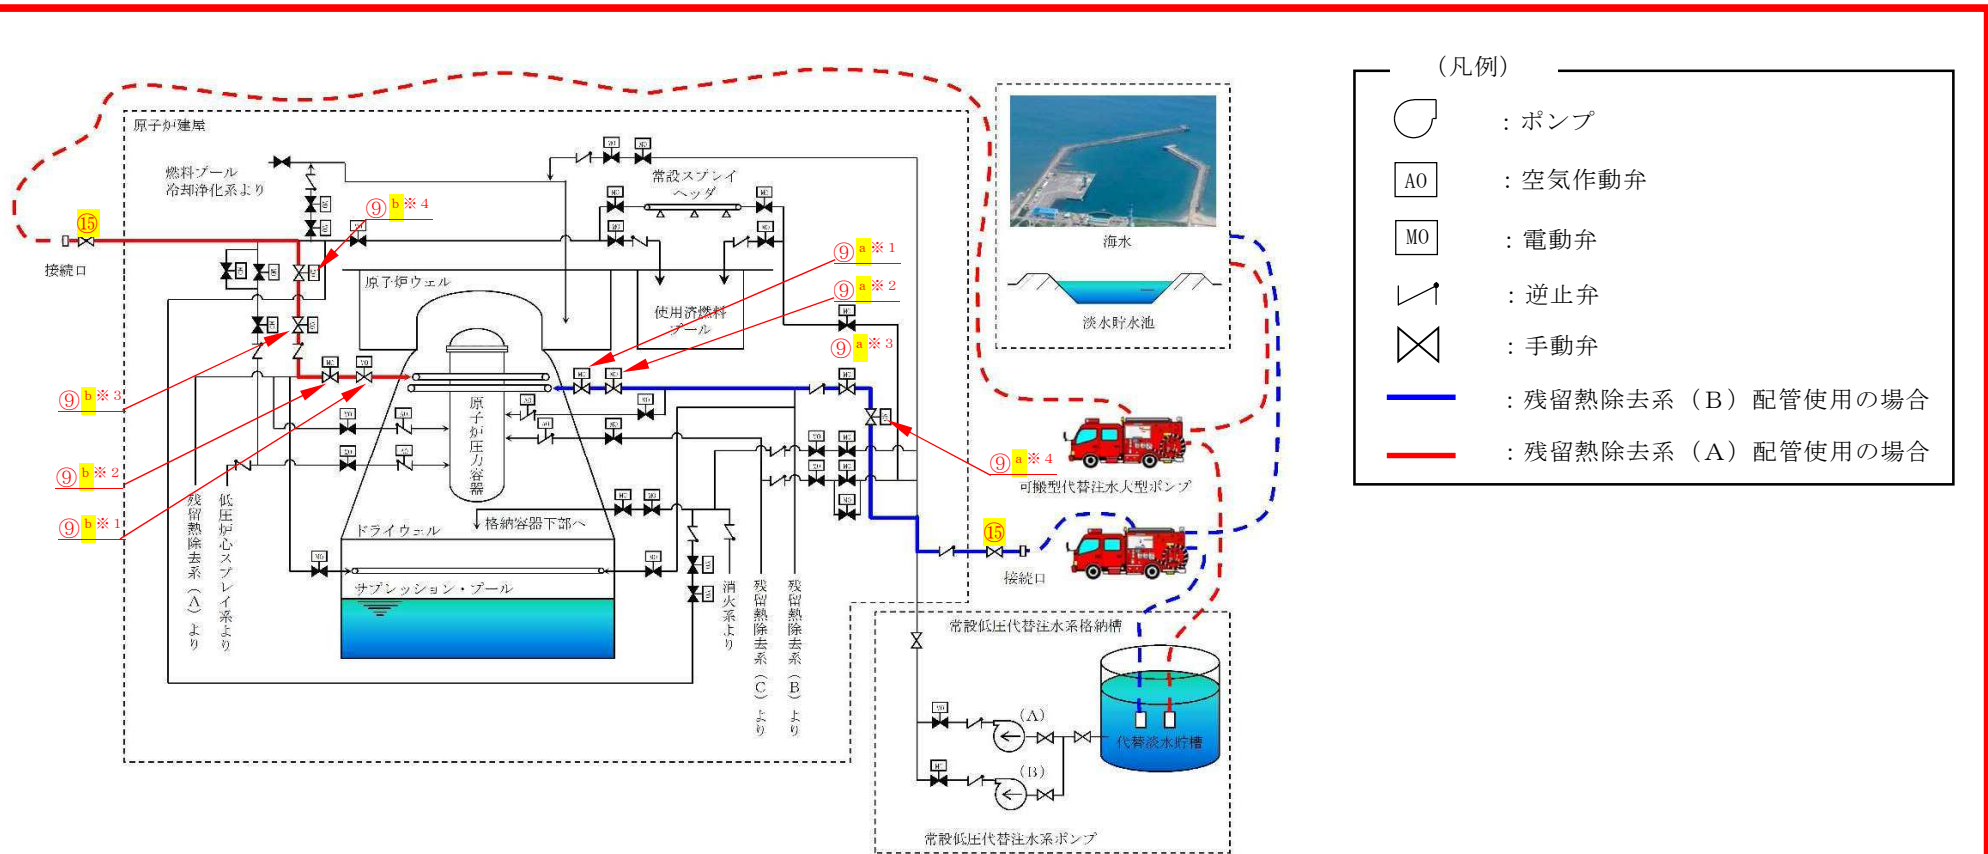 (凡例)
:ポンプ
AO :空気作動弁
MO :電動弁
:逆止弁
:手動弁
:残留熱除去系(B)配管使用の場合
:残留熱除去系(A)配管使用の場合
原子炉建屋
燃料プール
冷却浄化系より
常設スプレイ
ヘッダ
⑮
接続口
⑨b※4
⑨a※1
⑨a※2
⑨a※3
⑨a※4
⑨b※3
⑨b※2
⑨b※1
原子炉ウェル
使用済燃料
プール
原子炉圧力容器
格納容器下部へ
ドライウェル
サプレッション・プール
残留熱除去系(A)より
低圧炉心スプレイ系より
消火系より
残留熱除去系(C)より
残留熱除去系(B)より
海水
淡水貯水池
可搬型代替注水大型ポンプ
⑮
接続口
常設低圧代替注水系格納槽
(A)
(B)
代替淡水貯槽
常設低圧代替注水系ポンプ